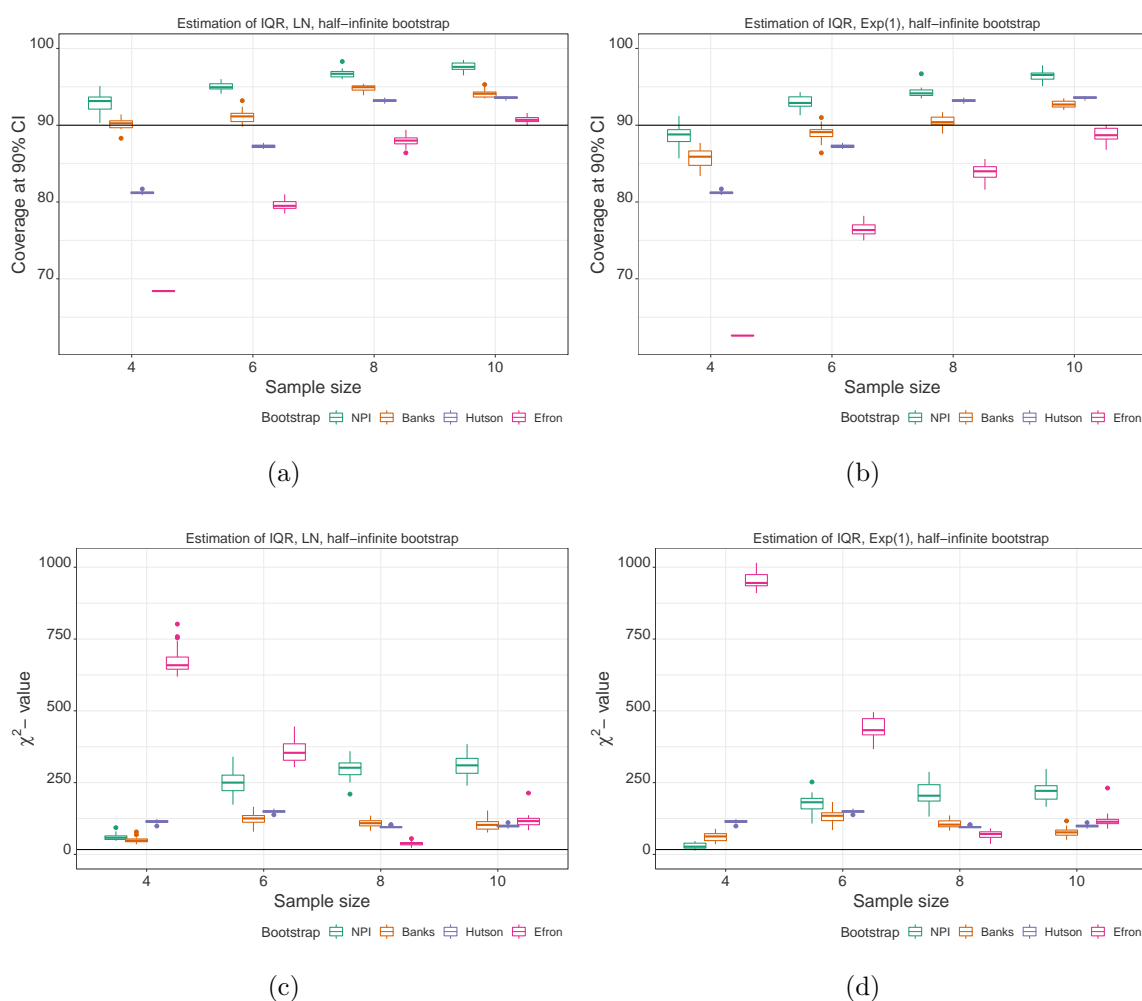 Estimation of IQR, LN, half−infinite bootstrap
100
90
80
70
Coverage at 90% CI
4 6 8 10
Sample size
Bootstrap NPI Banks Hutson Efron
(a)
Estimation of IQR, Exp(1), half−infinite bootstrap
100
90
80
70
Coverage at 90% CI
4 6 8 10
Sample size
Bootstrap NPI Banks Hutson Efron
(b)
Estimation of IQR, LN, half−infinite bootstrap
1000
750
500
250
0
χ²− value
4 6 8 10
Sample size
Bootstrap NPI Banks Hutson Efron
(c)
Estimation of IQR, Exp(1), half−infinite bootstrap
1000
750
500
250
0
χ²− value
4 6 8 10
Sample size
Bootstrap NPI Banks Hutson Efron
(d)